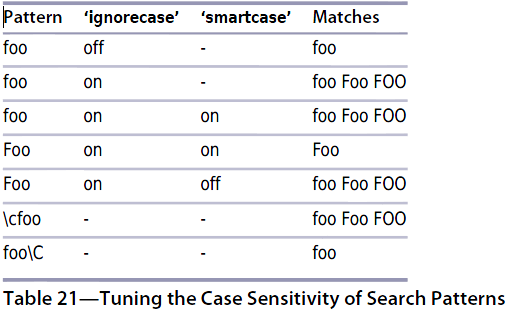 Pattern ‘ignorecase’ ‘smartcase’ Matches
foo off - foo
foo on - foo Foo FOO
foo on on foo Foo FOO
Foo on on Foo
Foo on off foo Foo FOO
\cfoo - - foo Foo FOO
foo\C - - foo
Table 21—Tuning the Case Sensitivity of Search Patterns